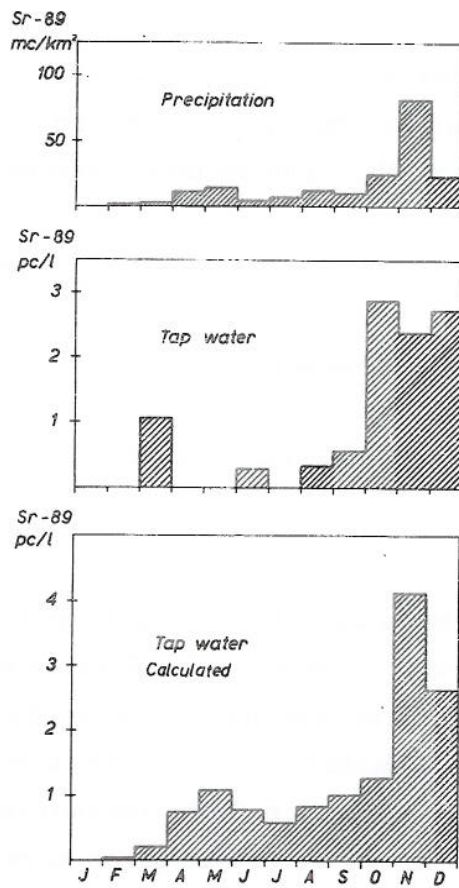 Sr-89
mc/km²
100
50
Precipitation
Sr-89
pc/l
3
2
1
Tap water
Sr-89
pc/l
4
3
2
1
Tap water
Calculated
J F M A M J J A S O N D